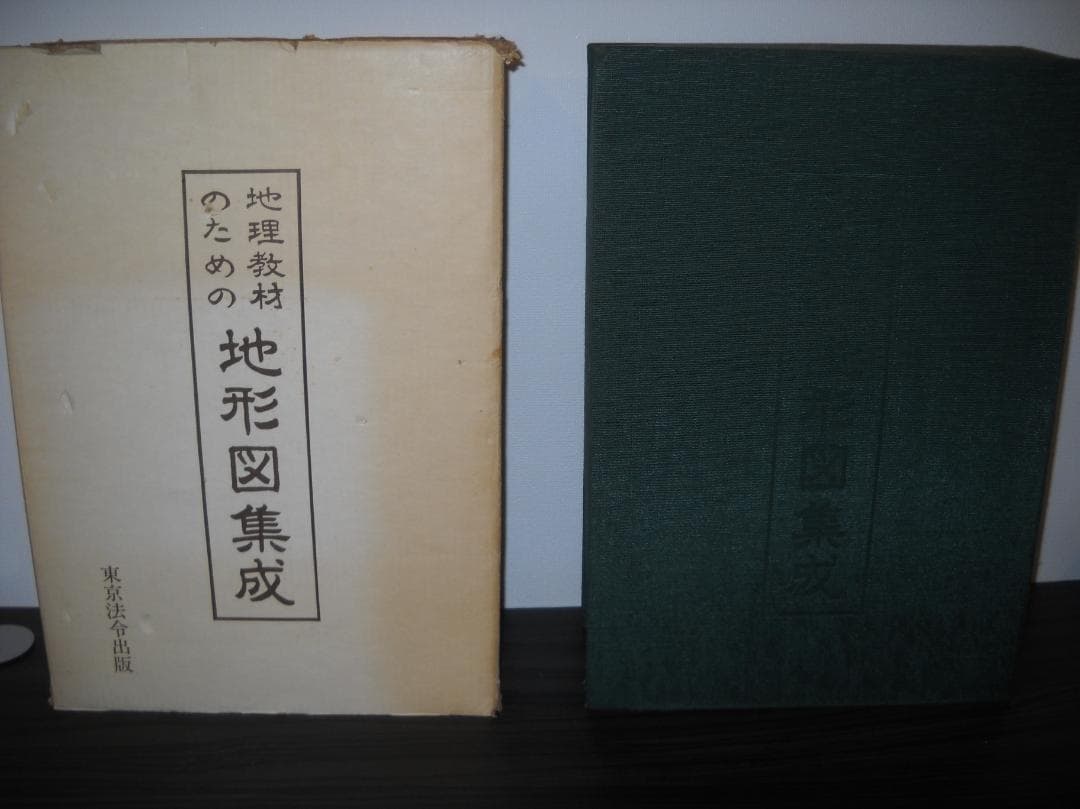 地理教材
のための
地形図集成
東京法令出版
形図集成